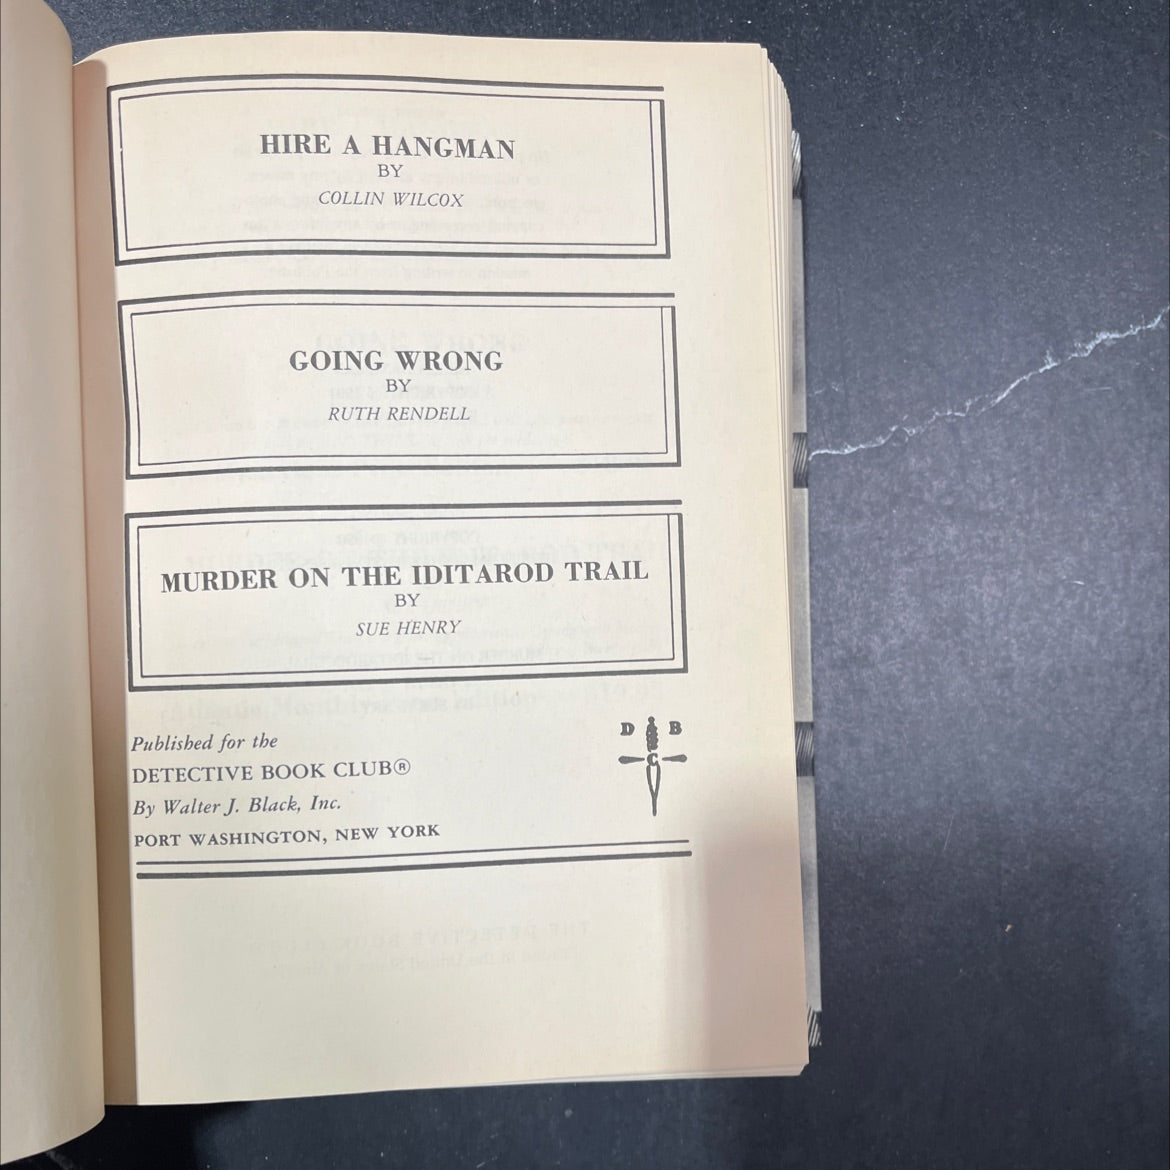 HIRE A HANGMAN
BY
COLLIN WILCOX
GOING WRONG
BY
RUTH RENDELL
MURDER ON THE IDITAROD TRAIL
BY
SUE HENRY
Published for the
DETECTIVE BOOK CLUB®
By Walter J. Black, Inc.
PORT WASHINGTON, NEW YORK
D B
C